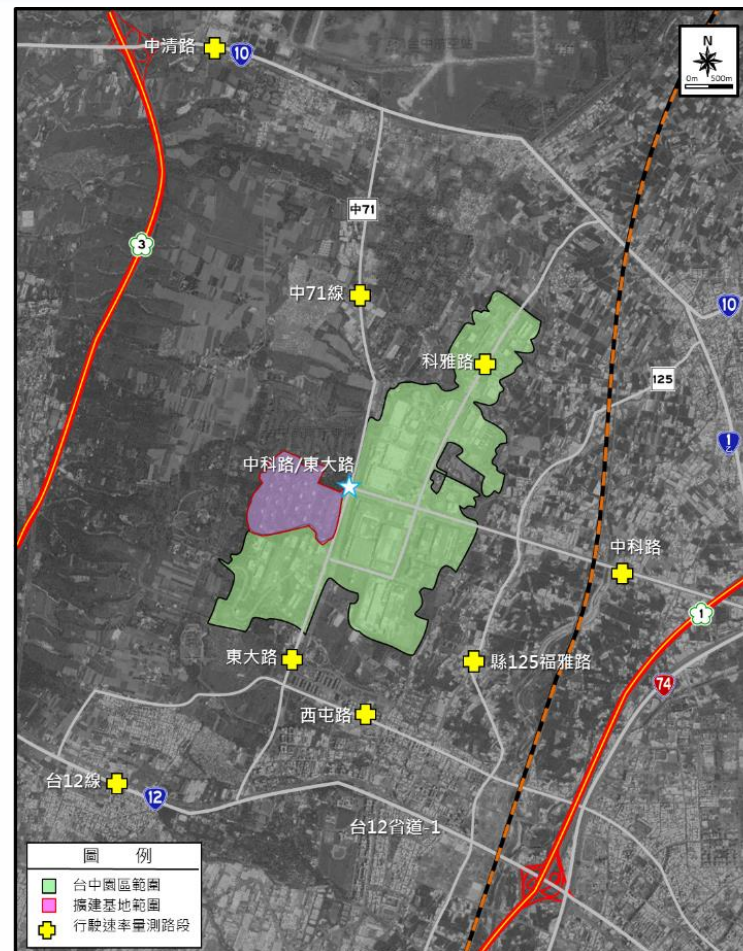 中清路
10
N
0m 500m
中71
3
中71線
10
科雅路
125
中科路/東大路
中科路
1
東大路
縣125福雅路
74
西屯路
台12線
12
台12省道-1
圖 例
台中園區範圍
擴建基地範圍
行駛速率量測路段